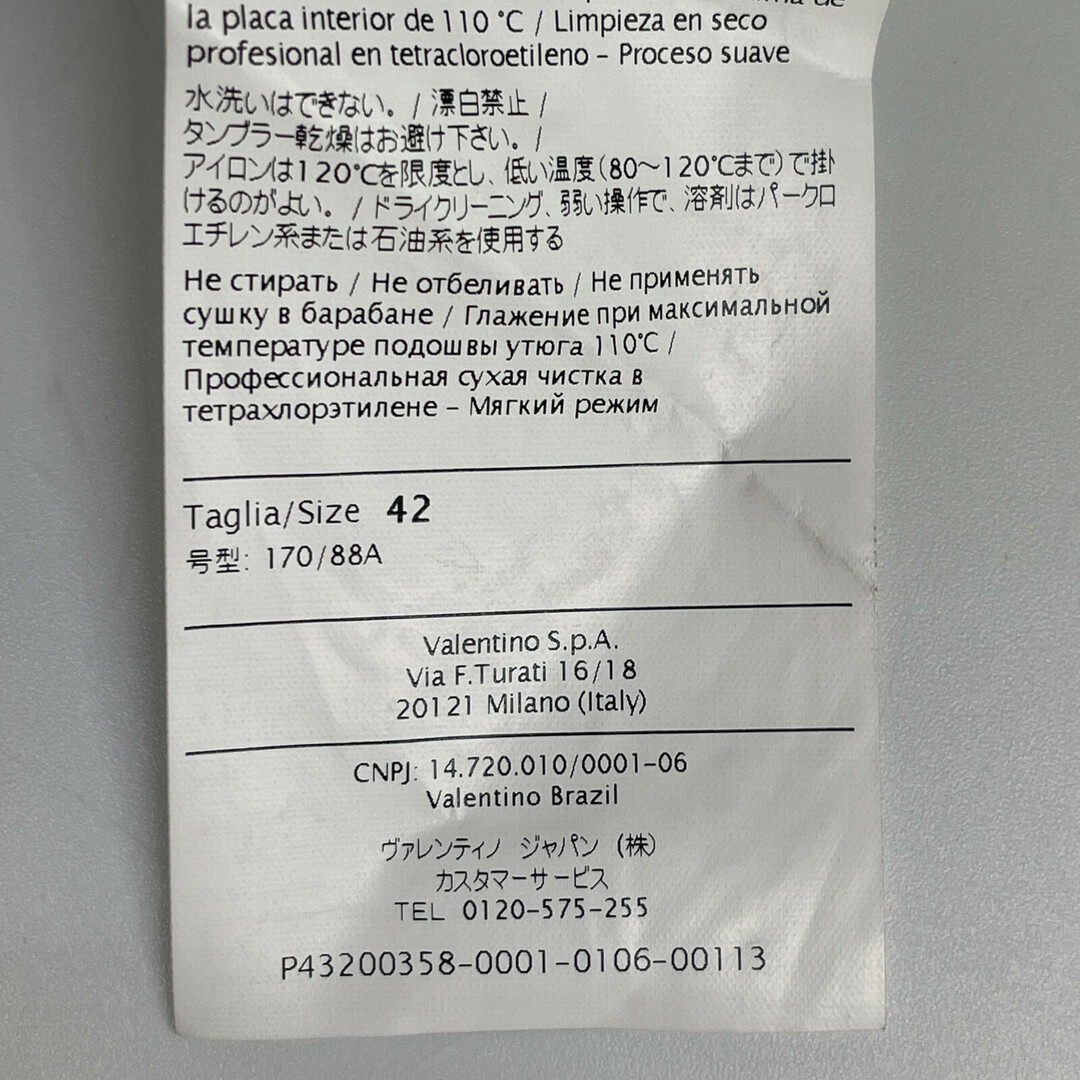 la placa interior de 110 °C / Limpieza en seco
profesional en tetracloroetileno – Proceso suave
水洗いはできない。/ 漂白禁止 /
タンブラー乾燥はお避け下さい。/
アイロンは120℃を限度とし、低い温度(80〜120℃まで)で掛
けるのがよい。/ ドライクリーニング、弱い操作で、溶剤はパークロ
エチレン系または石油系を使用する
Не стирать / Не отбеливать / Не применять
сушку в барабане / Глажение при максимальной
температуре подошвы утюга 110℃ /
Профессиональная сухая чистка в
тетрахлорэтилене – Мягкий режим
Taglia/Size 42
号型: 170/88A
Valentino S.p.A.
Via F.Turati 16/18
20121 Milano (Italy)
CNPJ: 14.720.010/0001-06
Valentino Brazil
ヴァレンティノ ジャパン (株)
カスタマーサービス
TEL 0120-575-255
P43200358-0001-0106-00113